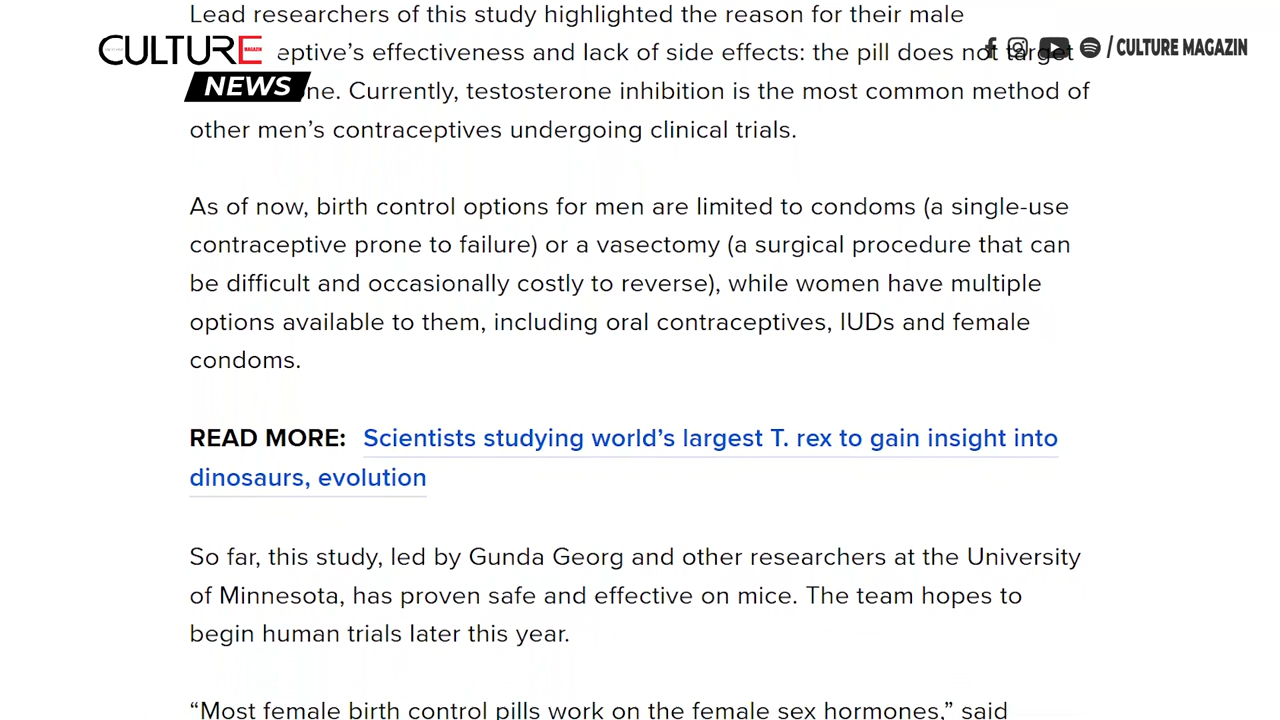 Lead researchers of this study highlighted the reason for their male
CULTURE MAGAZIN
eptive's effectiveness and lack of side effects: the pill does not target
/ CULTURE MAGAZIN
NEWS
ne. Currently, testosterone inhibition is the most common method of
other men's contraceptives undergoing clinical trials.
As of now, birth control options for men are limited to condoms (a single-use
contraceptive prone to failure) or a vasectomy (a surgical procedure that can
be difficult and occasionally costly to reverse), while women have multiple
options available to them, including oral contraceptives, IUDs and female
condoms.
READ MORE: Scientists studying world's largest T. rex to gain insight into
dinosaurs, evolution
So far, this study, led by Gunda Georg and other researchers at the University
of Minnesota, has proven safe and effective on mice. The team hopes to
begin human trials later this year.
“Most female birth control pills work on the female sex hormones,” said